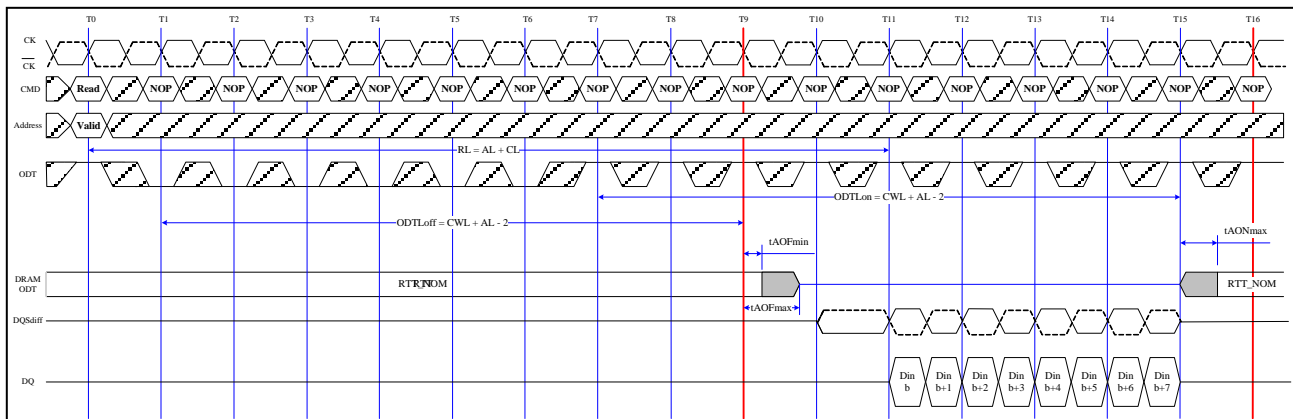 T0 T1 T2 T3 T4 T5 T6 T7 T8 T9 T10 T11 T12 T13 T14 T15 T16
CK
CK
CMD Read NOP NOP NOP NOP NOP NOP NOP NOP NOP NOP NOP NOP NOP NOP NOP NOP
Address Valid
RL = AL + CL
ODT
ODTLon = CWL + AL - 2
ODTLoff = CWL + AL - 2
tAOFmin tAONmax
DRAM
ODT
RTT_NOM RTT_NOM
tAOFmax
DQSdiff
DQ
Din b Din b+1 Din b+2 Din b+3 Din b+4 Din b+5 Din b+6 Din b+7